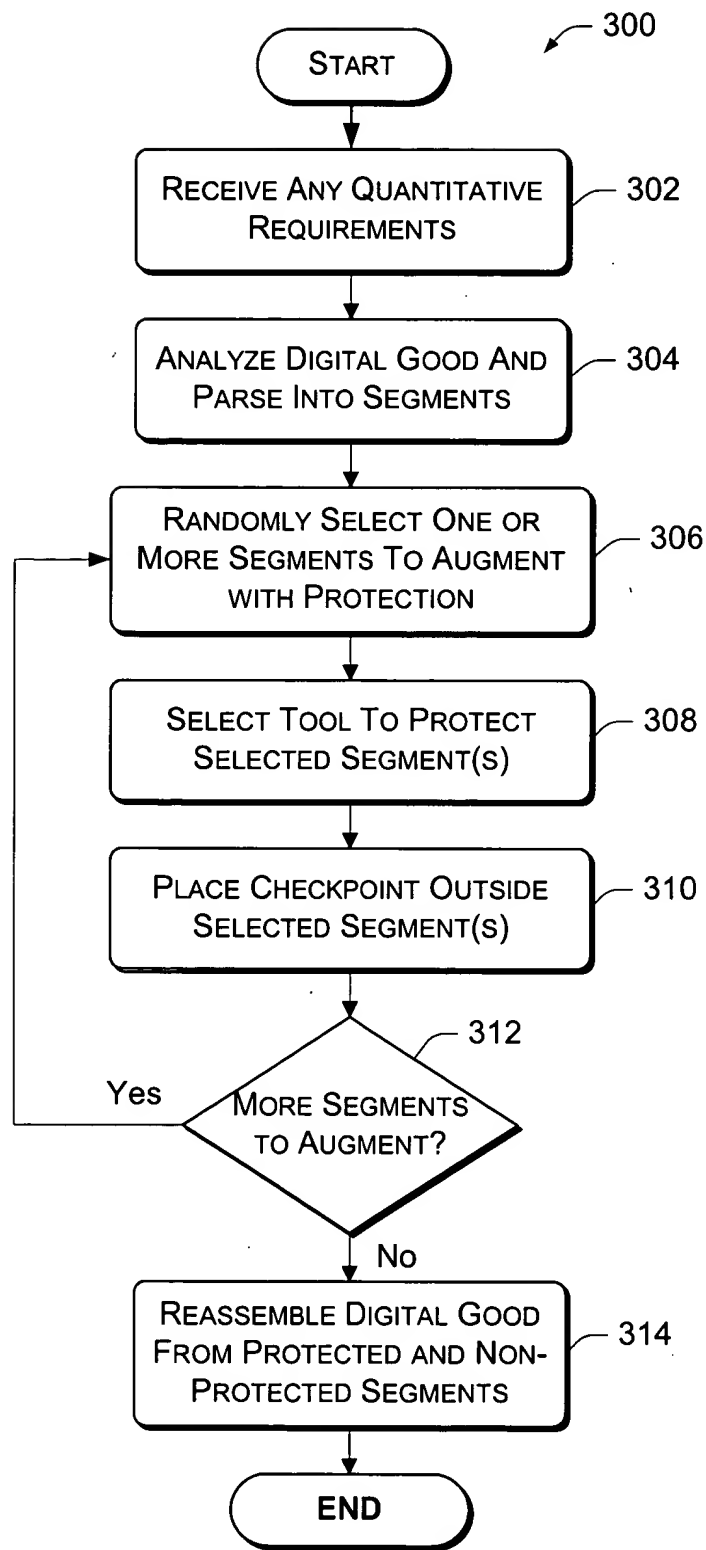 300
START
RECEIVE ANY QUANTITATIVE
REQUIREMENTS
302
ANALYZE DIGITAL GOOD AND
PARSE INTO SEGMENTS
304
RANDOMLY SELECT ONE OR
MORE SEGMENTS TO AUGMENT
WITH PROTECTION
306
SELECT TOOL TO PROTECT
SELECTED SEGMENT(S)
308
PLACE CHECKPOINT OUTSIDE
SELECTED SEGMENT(S)
310
312
Yes
MORE SEGMENTS
TO AUGMENT?
No
REASSEMBLE DIGITAL GOOD
FROM PROTECTED AND NON-
PROTECTED SEGMENTS
314
END